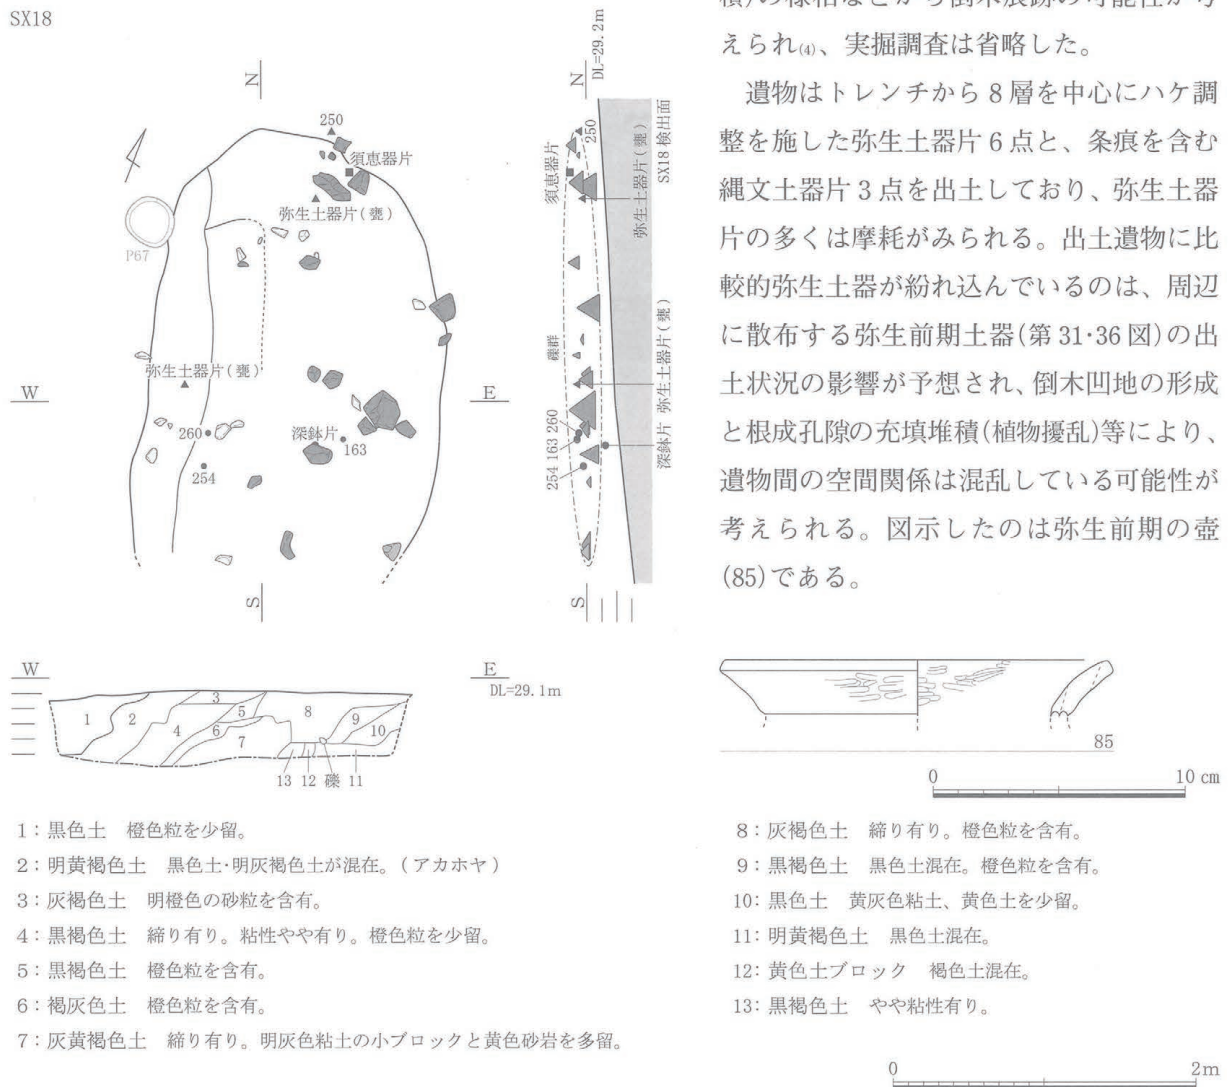 SX18
えられ(4)、実掘調査は省略した。
遺物はトレンチから8層を中心にハケ調
整を施した弥生土器片6点と、条痕を含む
縄文土器片3点を出土しており、弥生土器
片の多くは摩耗がみられる。出土遺物に比
較的弥生土器が紛れ込んでいるのは、周辺
に散布する弥生前期土器(第31・36図)の出
土状況の影響が予想され、倒木凹地の形成
と根成孔隙の充填堆積(植物擾乱)等により、
遺物間の空間関係は混乱している可能性が
考えられる。図示したのは弥生前期の壺
(85)である。
N
250
須恵器片
弥生土器片(甕)
P67
弥生土器片(甕)
W
E
260
深鉢片
163
254
S
N
DL=29.2m
250
須恵器片
弥生土器片(甕)
SX18検出面
礫群
弥生土器片(甕)
254 163 260
深鉢片
S
W
E
DL=29.1m
1
2
3
4
5
6
7
8
9
10
13 12 礫 11
85
0
10 cm
1:黒色土 橙色粒を少留。
2:明黄褐色土 黒色土・明灰褐色土が混在。(アカホヤ)
3:灰褐色土 明橙色の砂粒を含有。
4:黒褐色土 締り有り。粘性やや有り。橙色粒を少留。
5:黒褐色土 橙色粒を含有。
6:褐灰色土 橙色粒を含有。
7:灰黄褐色土 締り有り。明灰色粘土の小ブロックと黄色砂岩を多留。
8:灰褐色土 締り有り。橙色粒を含有。
9:黒褐色土 黒色土混在。橙色粒を含有。
10:黒色土 黄灰色粘土、黄色土を少留。
11:明黄褐色土 黒色土混在。
12:黄色土ブロック 褐色土混在。
13:黒褐色土 やや粘性有り。
0
2m